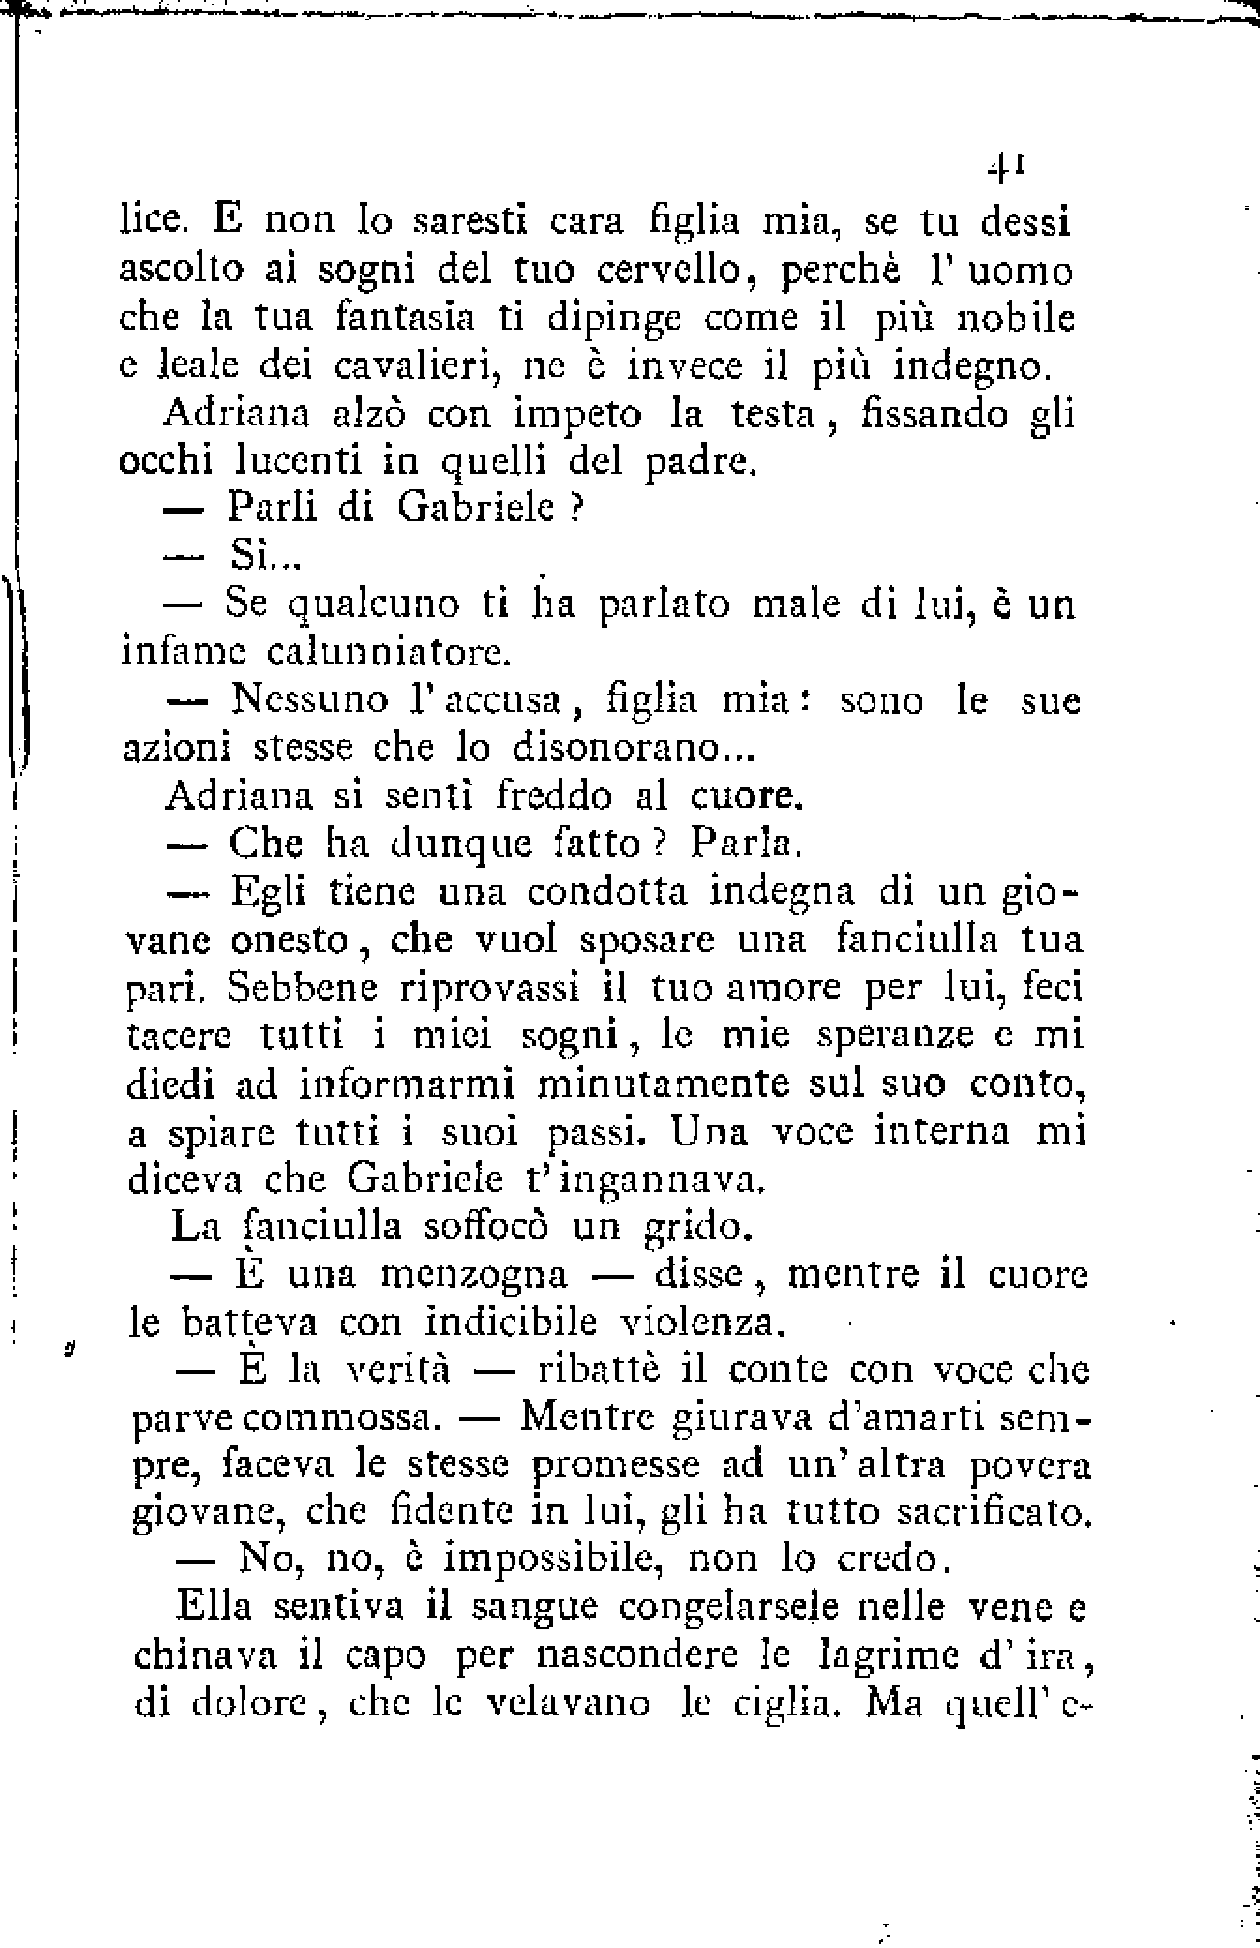 41
lice. E non lo saresti cara figlia mia, se tu dessi
ascolto ai sogni del tuo cervello, perchè l' uomo
che la tua fantasia ti dipinge come il più nobile
e leale dei cavalieri, ne è invece il più indegno.
Adriana alzò con impeto la testa, fissando gli
occhi lucenti in quelli del padre.
— Parli di Gabriele?
— Si...
— Se qualcuno ti ha parlato male di lui, è un
infame calunniatore.
— Nessuno l' accusa, figlia mia: sono le sue
azioni stesse che lo disonorano...
Adriana si sentì freddo al cuore.
— Che ha dunque fatto? Parla.
— Egli tiene una condotta indegna di un gio-
vane onesto, che vuol sposare una fanciulla tua
pari. Sebbene riprovassi il tuo amore per lui, feci
tacere tutti i miei sogni, le mie speranze e mi
diedi ad informarmi minutamente sul suo conto,
a spiare tutti i suoi passi. Una voce interna mi
diceva che Gabriele t' ingannava.
La fanciulla soffocò un grido.
— È una menzogna — disse, mentre il cuore
le batteva con indicibile violenza.
— È la verità — ribattè il conte con voce che
parve commossa. — Mentre giurava d'amarti sem-
pre, faceva le stesse promesse ad un' altra povera
giovane, che fidente in lui, gli ha tutto sacrificato.
— No, no, è impossibile, non lo credo.
Ella sentiva il sangue congelarsele nelle vene e
chinava il capo per nascondere le lagrime d' ira,
di dolore, che le velavano le ciglia. Ma quell' e-